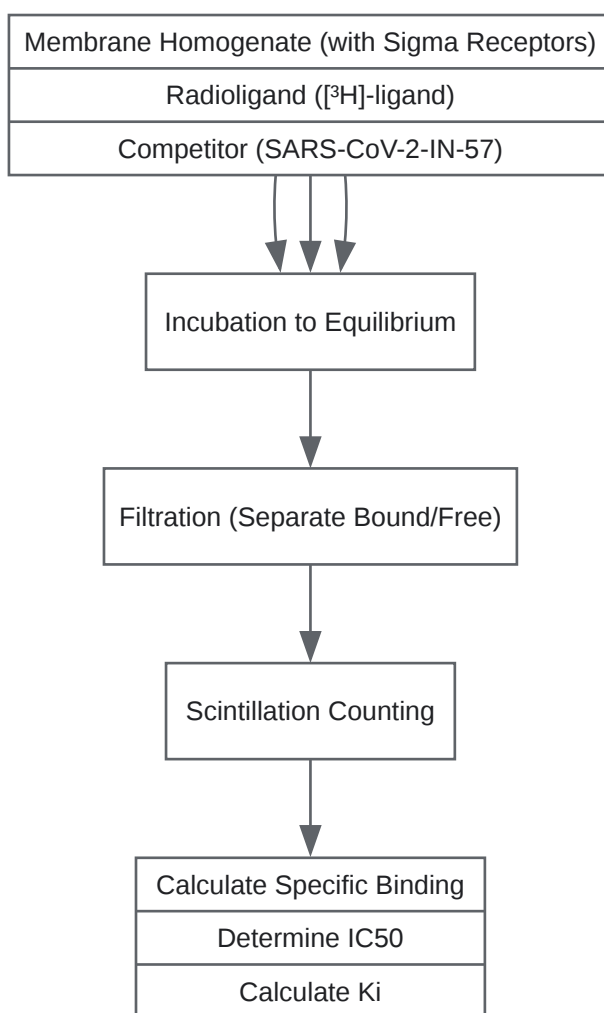 Membrane Homogenate (with Sigma Receptors)
Radioligand ([³H]-ligand)
Competitor (SARS-CoV-2-IN-57)
Incubation to Equilibrium
Filtration (Separate Bound/Free)
Scintillation Counting
Calculate Specific Binding
Determine IC50
Calculate Ki